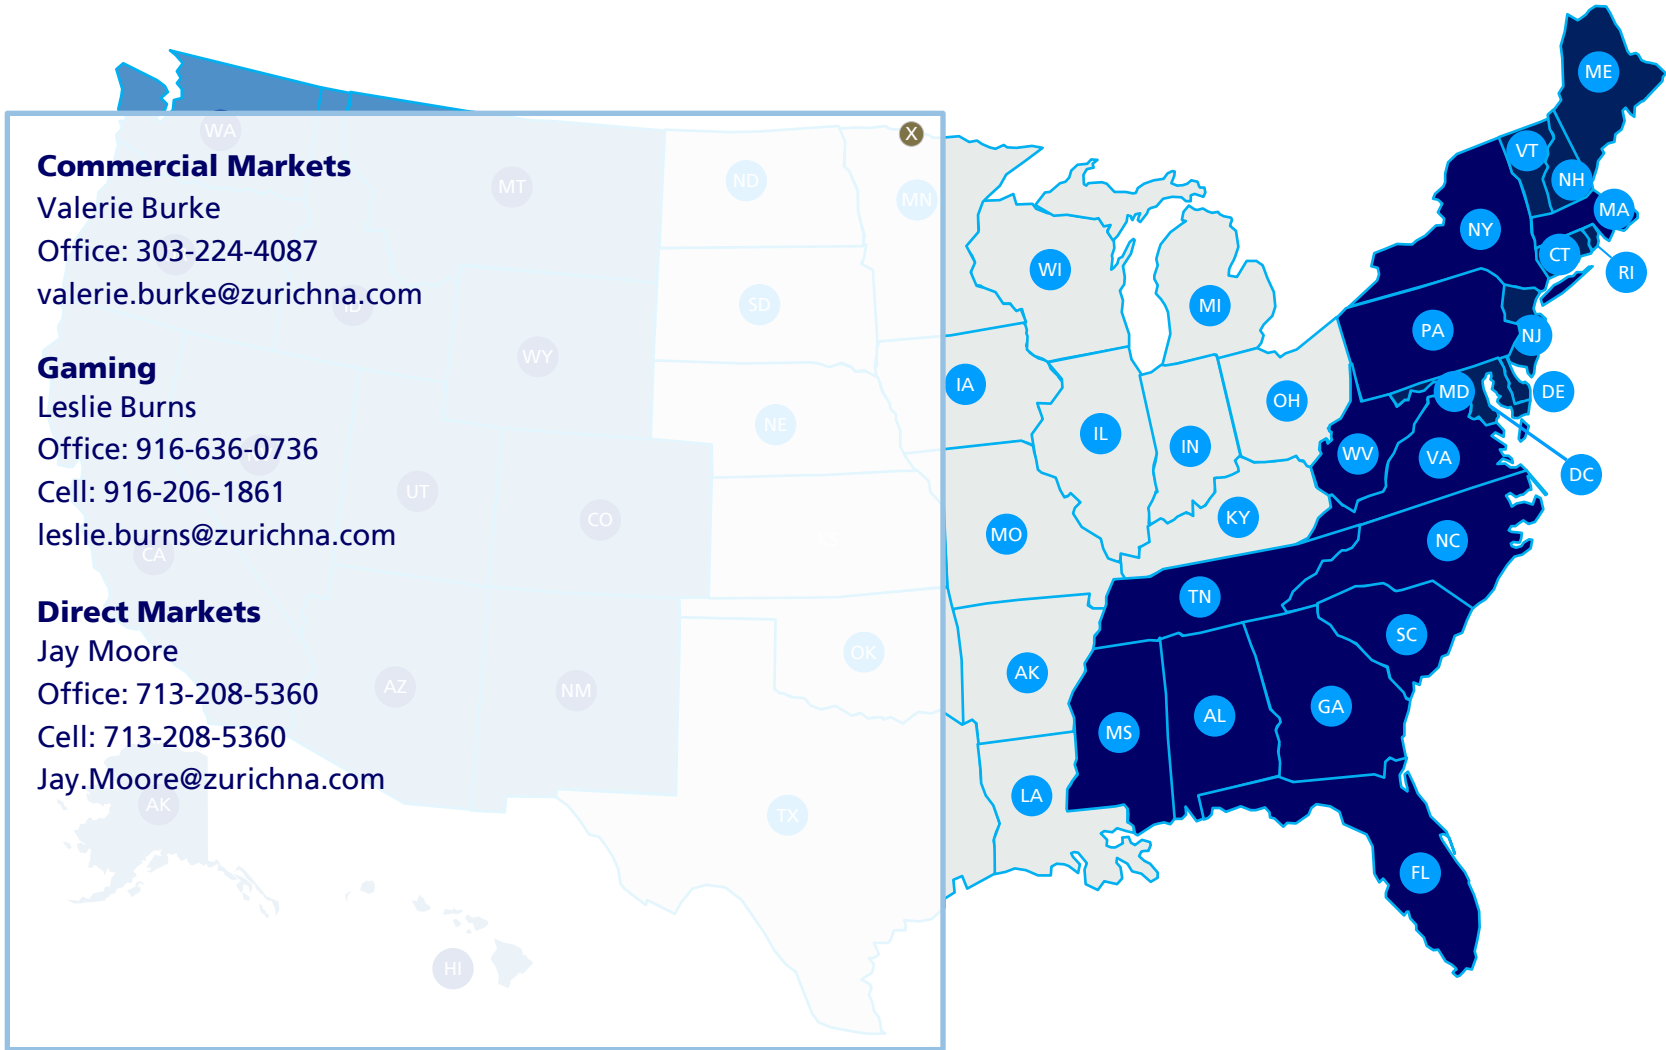 Commercial Markets
Valerie Burke
Office: 303-224-4087
valerie.burke@zurichna.com
Gaming
Leslie Burns
Office: 916-636-0736
Cell: 916-206-1861
leslie.burns@zurichna.com
Direct Markets
Jay Moore
Office: 713-208-5360
Cell: 713-208-5360
Jay.Moore@zurichna.com
X
WA
MT
ND
MN
ID
WY
SD
NE
UT
CO
CA
AZ
NM
OK
TX
AK
HI
ME
VT
NH
MA
NY
CT
RI
WI
MI
PA
NJ
IA
OH
MD
DE
IL
IN
WV
VA
DC
MO
KY
NC
TN
SC
AK
MS
AL
GA
LA
FL